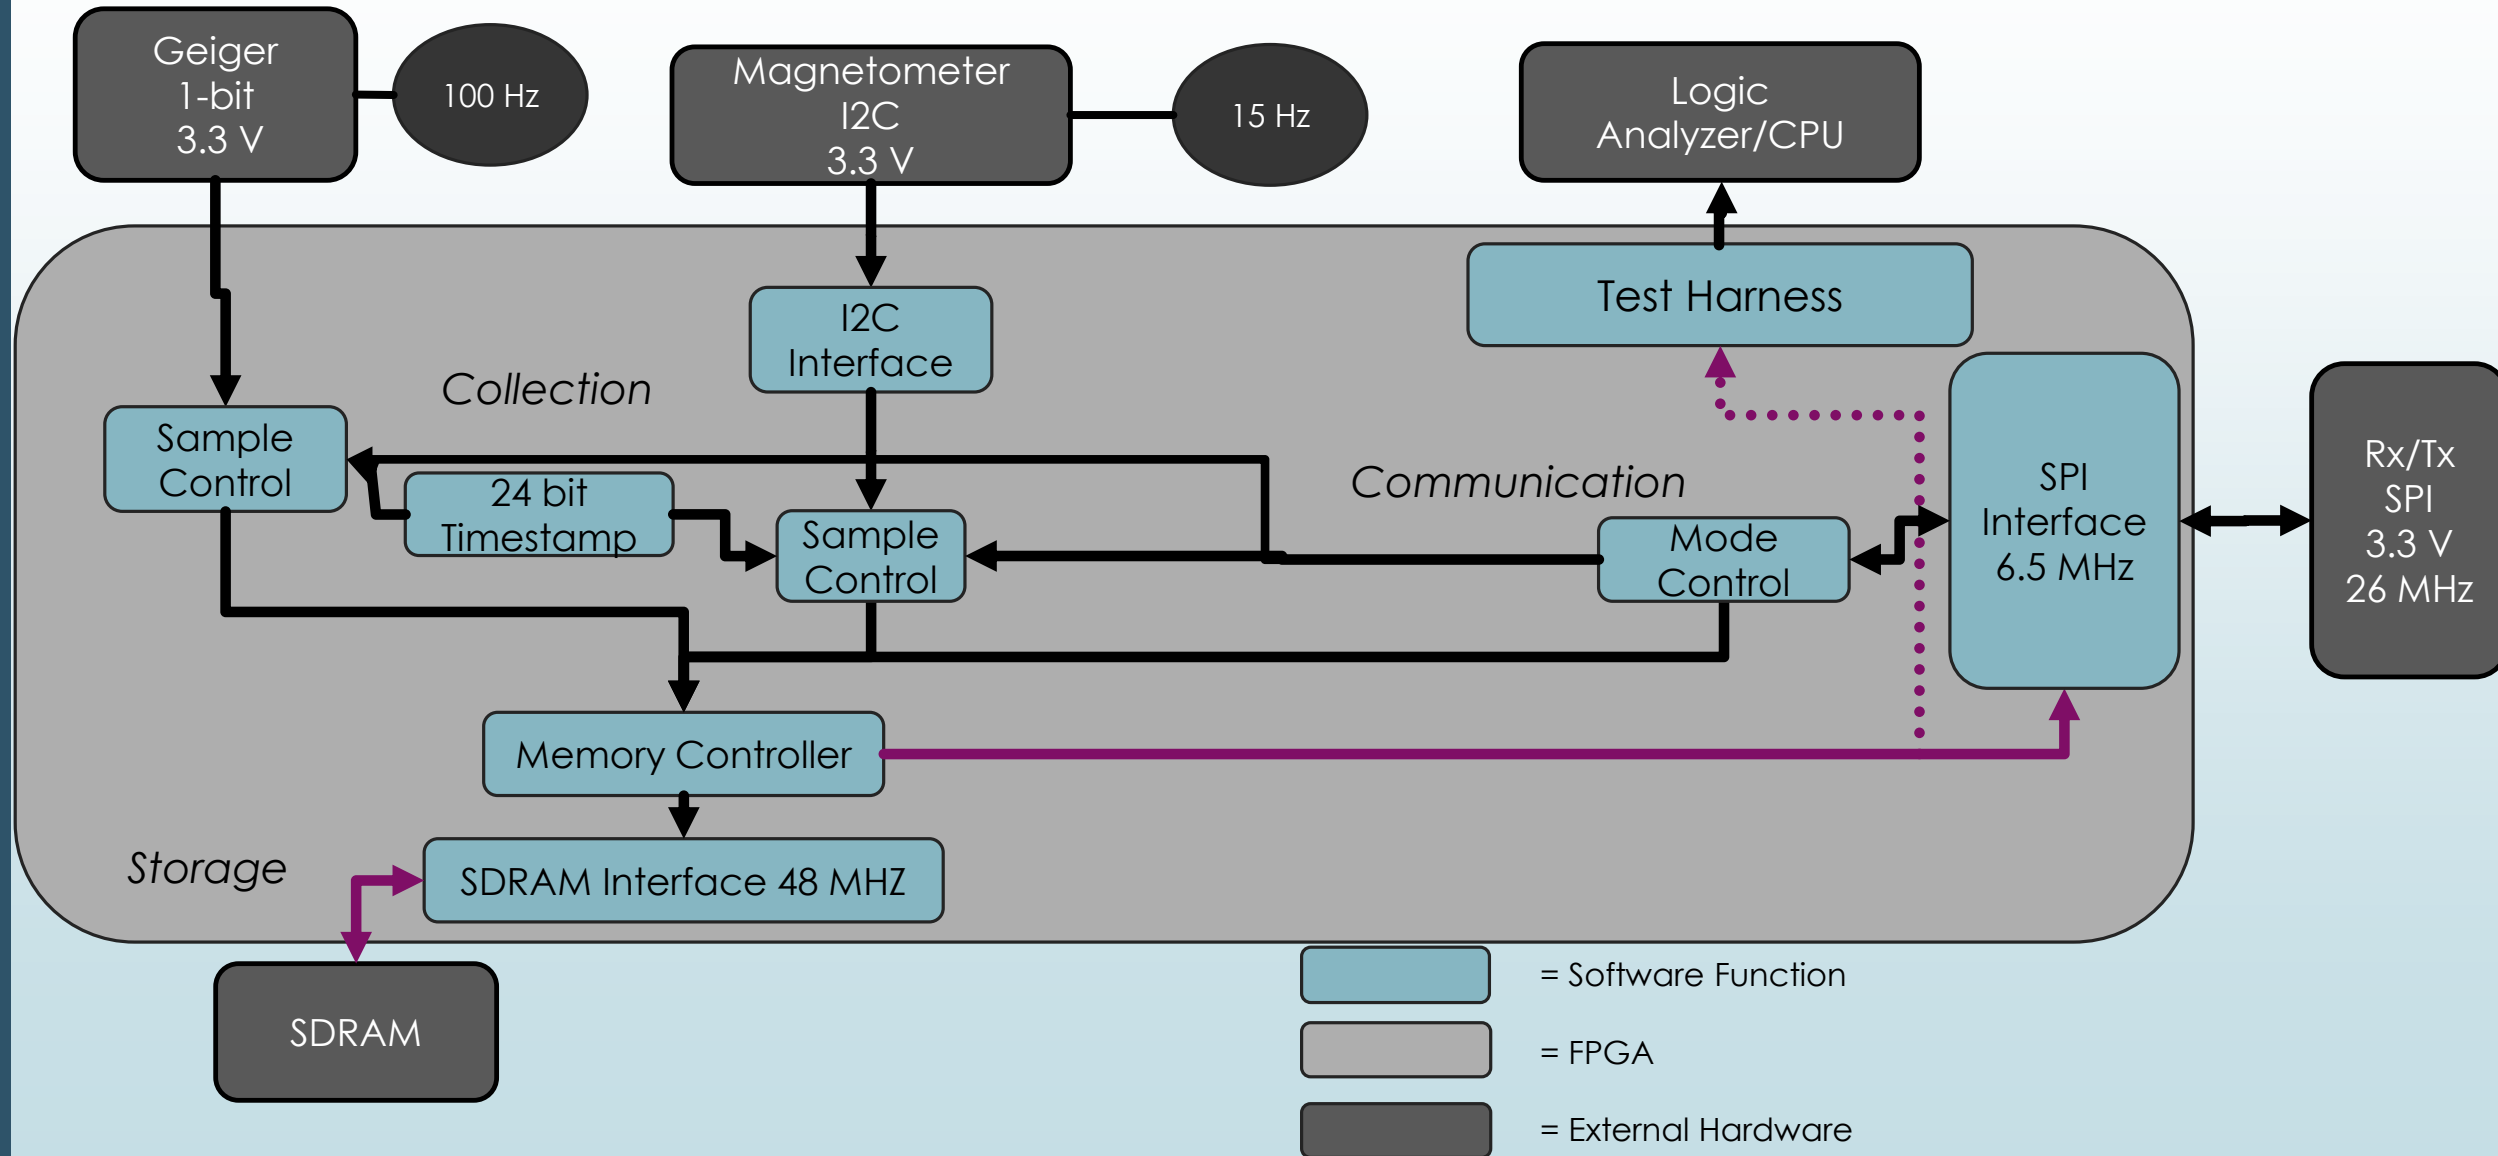 Geiger
1-bit
3.3 V
100 Hz
Magnetometer
I2C
3.3 V
15 Hz
Logic
Analyzer/CPU
I2C
Interface
Test Harness
Collection
Sample
Control
24 bit
Timestamp
Sample
Control
Communication
Mode
Control
SPI
Interface
6.5 MHz
Rx/Tx
SPI
3.3 V
26 MHz
Memory Controller
Storage
SDRAM Interface 48 MHZ
SDRAM
= Software Function
= FPGA
= External Hardware